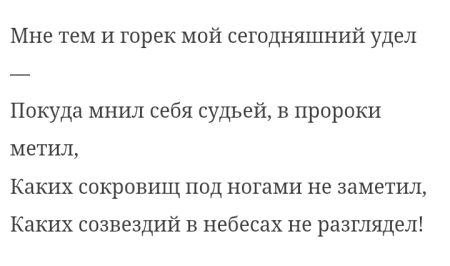 Мне тем и горек мой сегодняшний удел
—
Покуда мнил себя судьей, в пророки
метил,
Каких сокровищ под ногами не заметил,
Каких созвездий в небесах не разглядел!